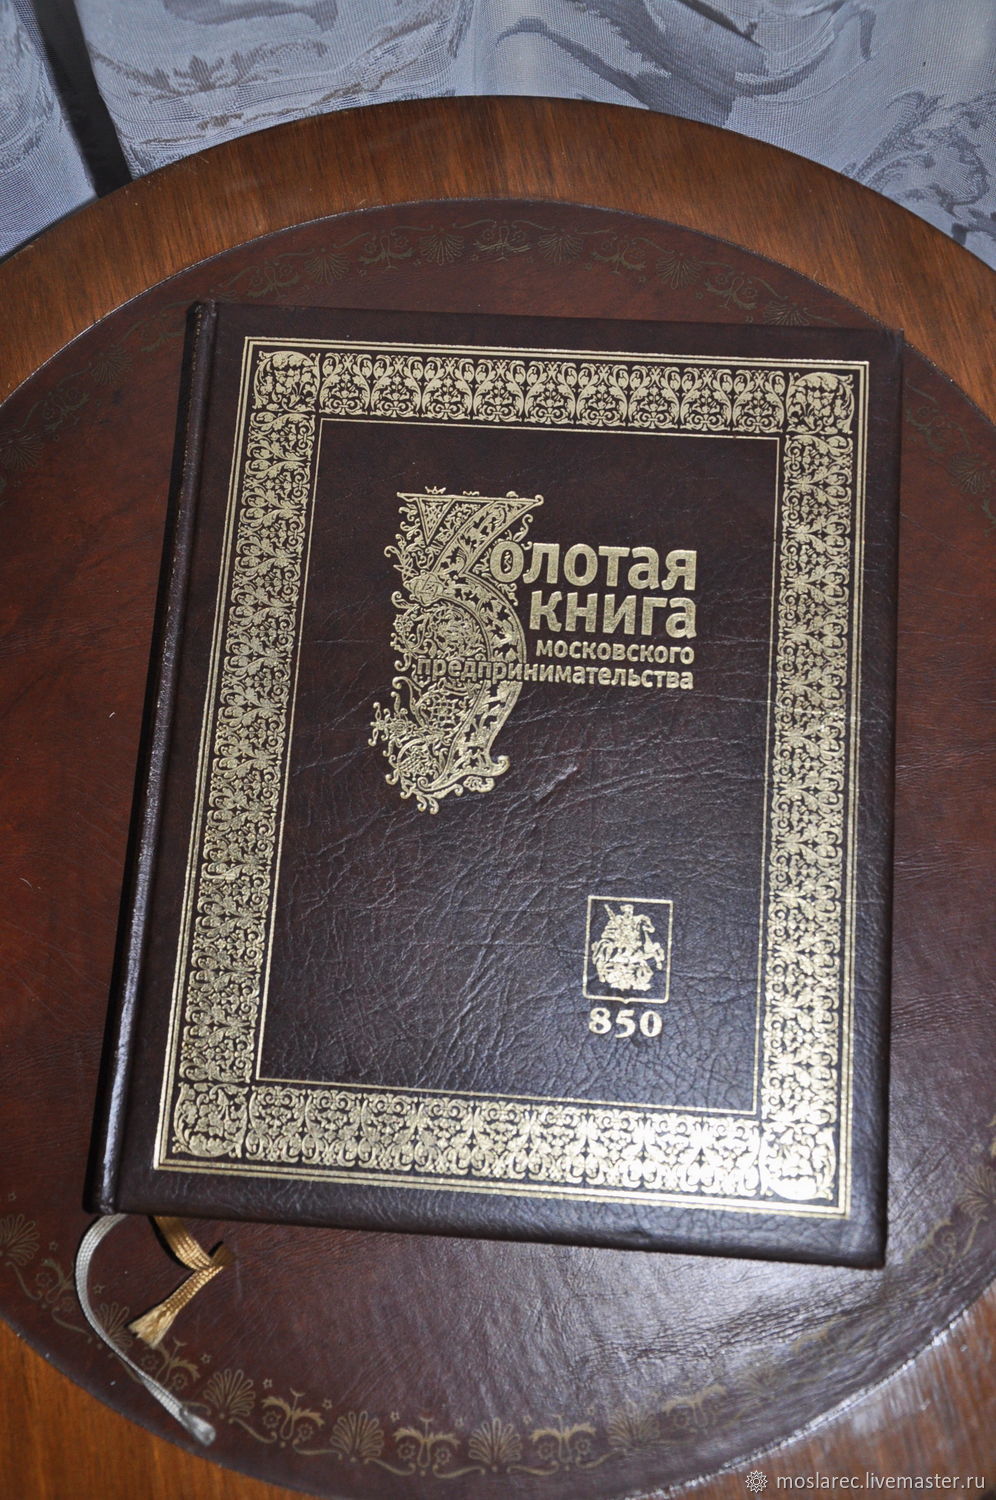 Золотая
книга
московского
предпринимательства
850
moslarec.livemaster.ru